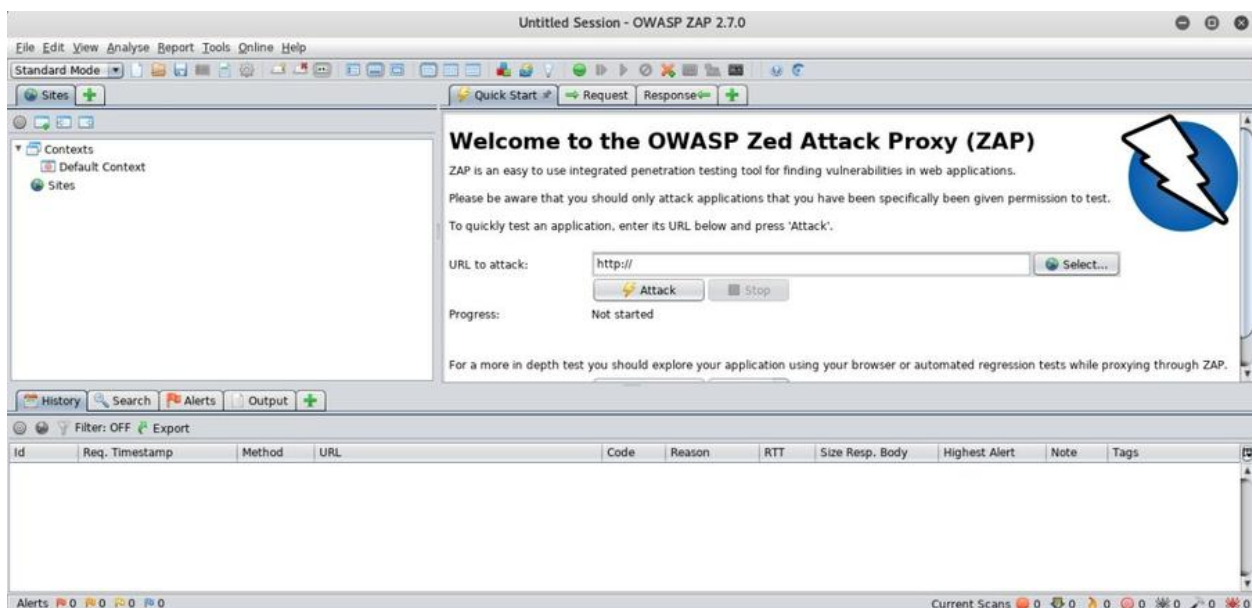 Untitled Session - OWASP ZAP 2.7.0
File Edit View Analyse Report Tools Online Help
Standard Mode
Sites
Quick Start Request Response
Contexts
Default Context
Sites
Welcome to the OWASP Zed Attack Proxy (ZAP)
ZAP is an easy to use integrated penetration testing tool for finding vulnerabilities in web applications.
Please be aware that you should only attack applications that you have been specifically been given permission to test.
To quickly test an application, enter its URL below and press 'Attack'.
URL to attack: http:// Select...
Attack Stop
Progress: Not started
For a more in depth test you should explore your application using your browser or automated regression tests while proxying through ZAP.
History Search Alerts Output
Filter: OFF Export
Id Req. Timestamp Method URL Code Reason RTT Size Resp. Body Highest Alert Note Tags
Alerts 0 0 0 0 Current Scans 0 0 0 0 0 0 0